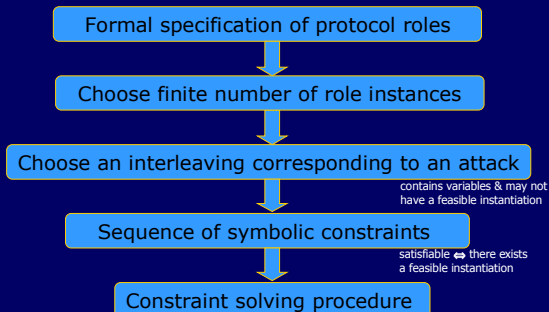 Formal specification of protocol roles
Choose finite number of role instances
Choose an interleaving corresponding to an attack
contains variables & may not
have a feasible instantiation
Sequence of symbolic constraints
satisfiable ⇔ there exists
a feasible instantiation
Constraint solving procedure